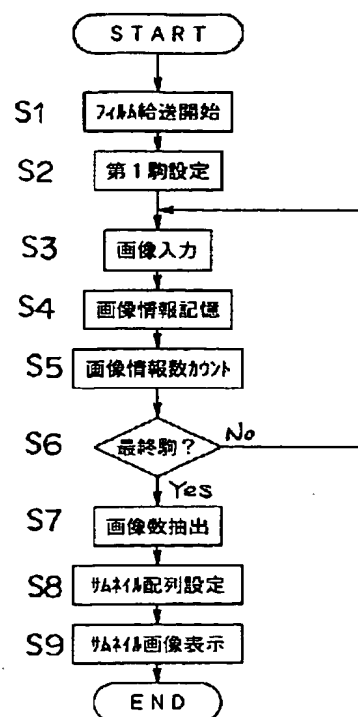 START
S1 フィルム給送開始
S2 第1駒設定
S3 画像入力
S4 画像情報記憶
S5 画像情報数カウント
S6 最終駒? No
Yes
S7 画像数抽出
S8 サムネイル配列設定
S9 サムネイル画像表示
END